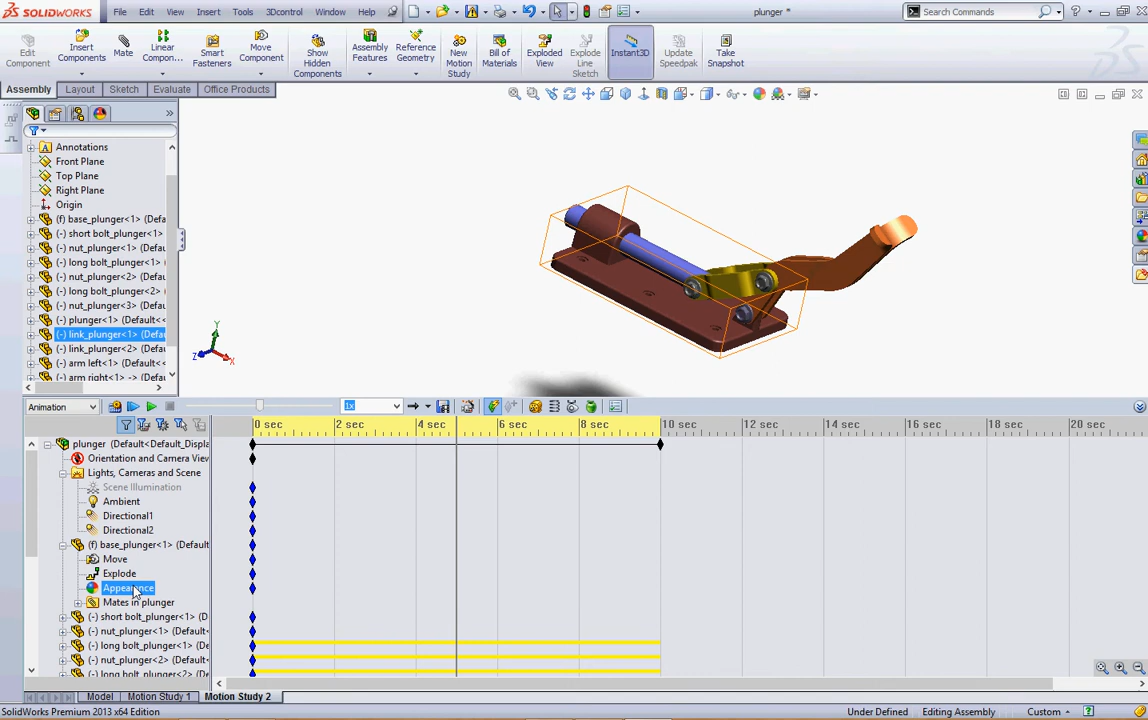 SOLIDWORKS File Edit View Insert Tools 3Dcontrol Window Help plunger * Search Commands
Edit Component
Insert Components
Mate
Linear Compon...
Smart Fasteners
Move Component
Show Hidden Components
Assembly Features
Reference Geometry
New Motion Study
Bill of Materials
Exploded View
Explode Line Sketch
Instant3D
Update Speedpak
Take Snapshot
Assembly Layout Sketch Evaluate Office Products
Annotations
Front Plane
Top Plane
Right Plane
Origin
(f) base_plunger<1> (Defa
(-) short bolt_plunger<1>
(-) nut_plunger<1> (Defau
(-) long bolt_plunger<1> (
(-) nut_plunger<2> (Defau
(-) long bolt_plunger<2> (
(-) nut_plunger<3> (Defau
(-) plunger<1> (Default<<
(-) link_plunger<1> (Defau
(-) link_plunger<2> (Defau
(-) arm left<1> (Default<<
(-) arm right<1> -> (Defau
Y
Z
X
Animation 1x
0 sec 2 sec 4 sec 6 sec 8 sec 10 sec 12 sec 14 sec 16 sec 18 sec 20 sec
plunger (Default<Default_Displa
Orientation and Camera View
Lights, Cameras and Scene
Scene Illumination
Ambient
Directional1
Directional2
(f) base_plunger<1> (Default
Move
Explode
Appearance
Mates in plunger
(-) short bolt_plunger<1> (D
(-) nut_plunger<1> (Default<
(-) long bolt_plunger<1> (De
(-) nut_plunger<2> (Default<
(-) long bolt_plunger<2> (De
Model Motion Study 1 Motion Study 2
SolidWorks Premium 2013 x64 Edition Under Defined Editing Assembly Custom